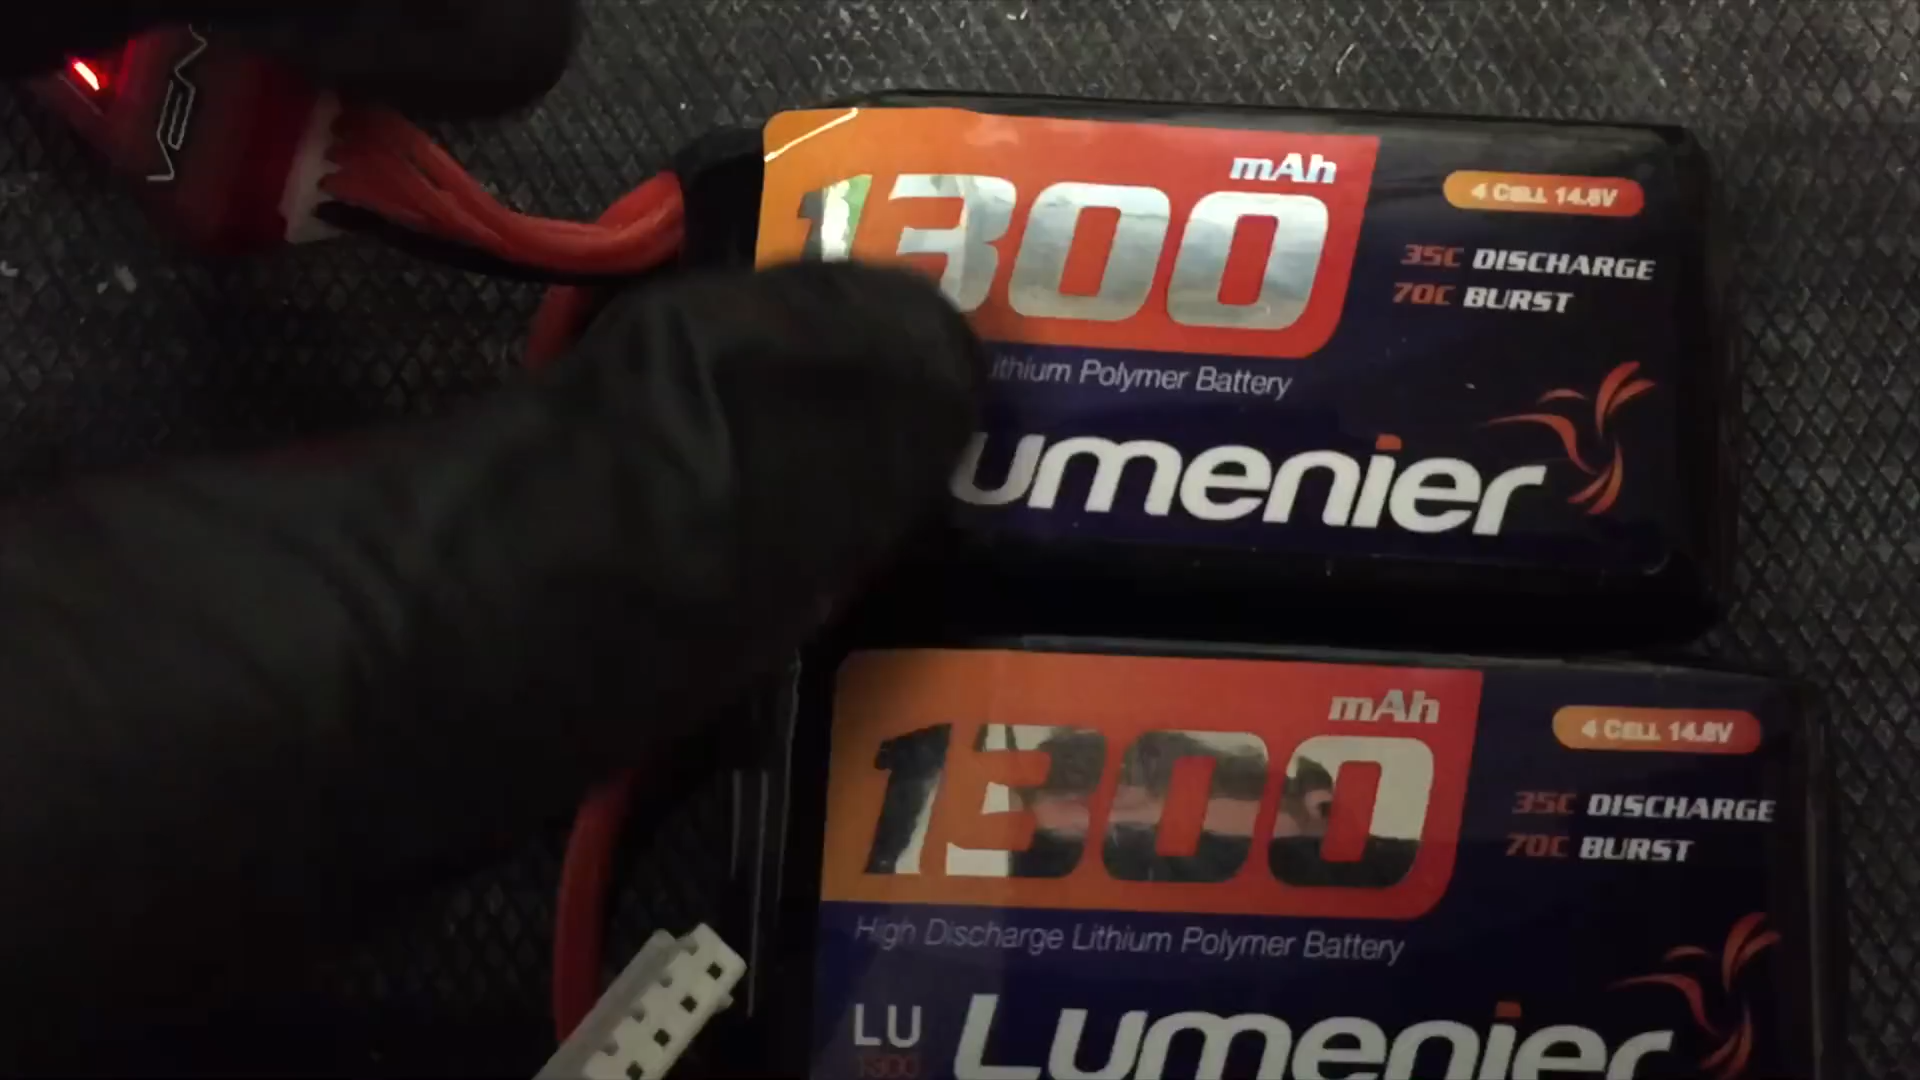 mAh
1300
4 CELL 14.8V
35C DISCHARGE
70C BURST
ithium Polymer Battery
umenier
mAh
1300
4 CELL 14.8V
35C DISCHARGE
70C BURST
High Discharge Lithium Polymer Battery
LU
1300
Lumenier